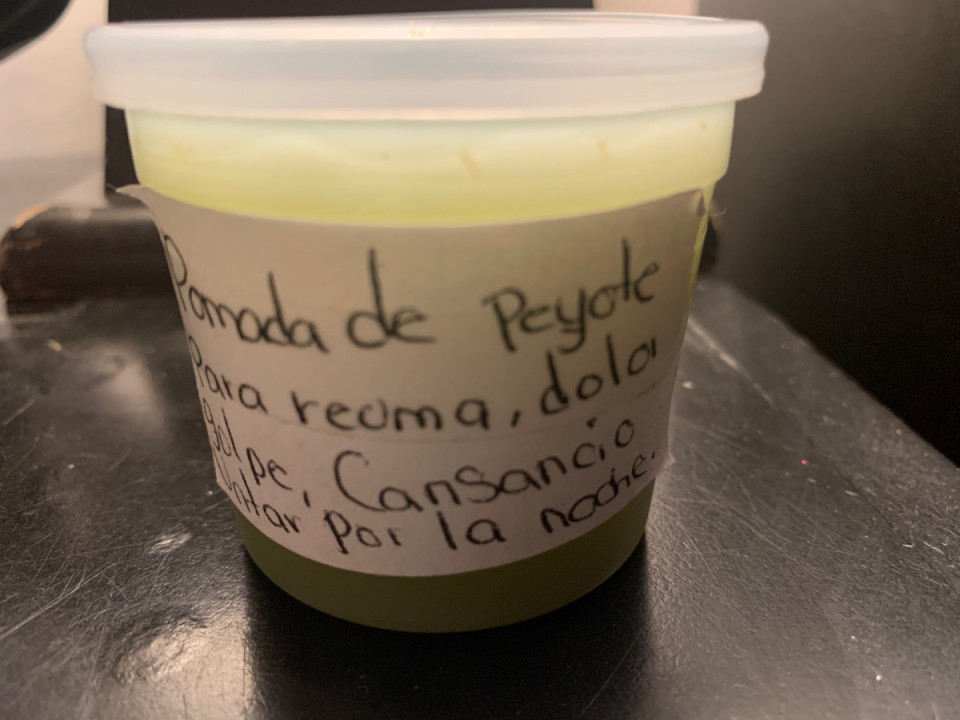 Pomada de Peyote
Para reuma, dolor
golpe, Cansancio
Untar por la noche.